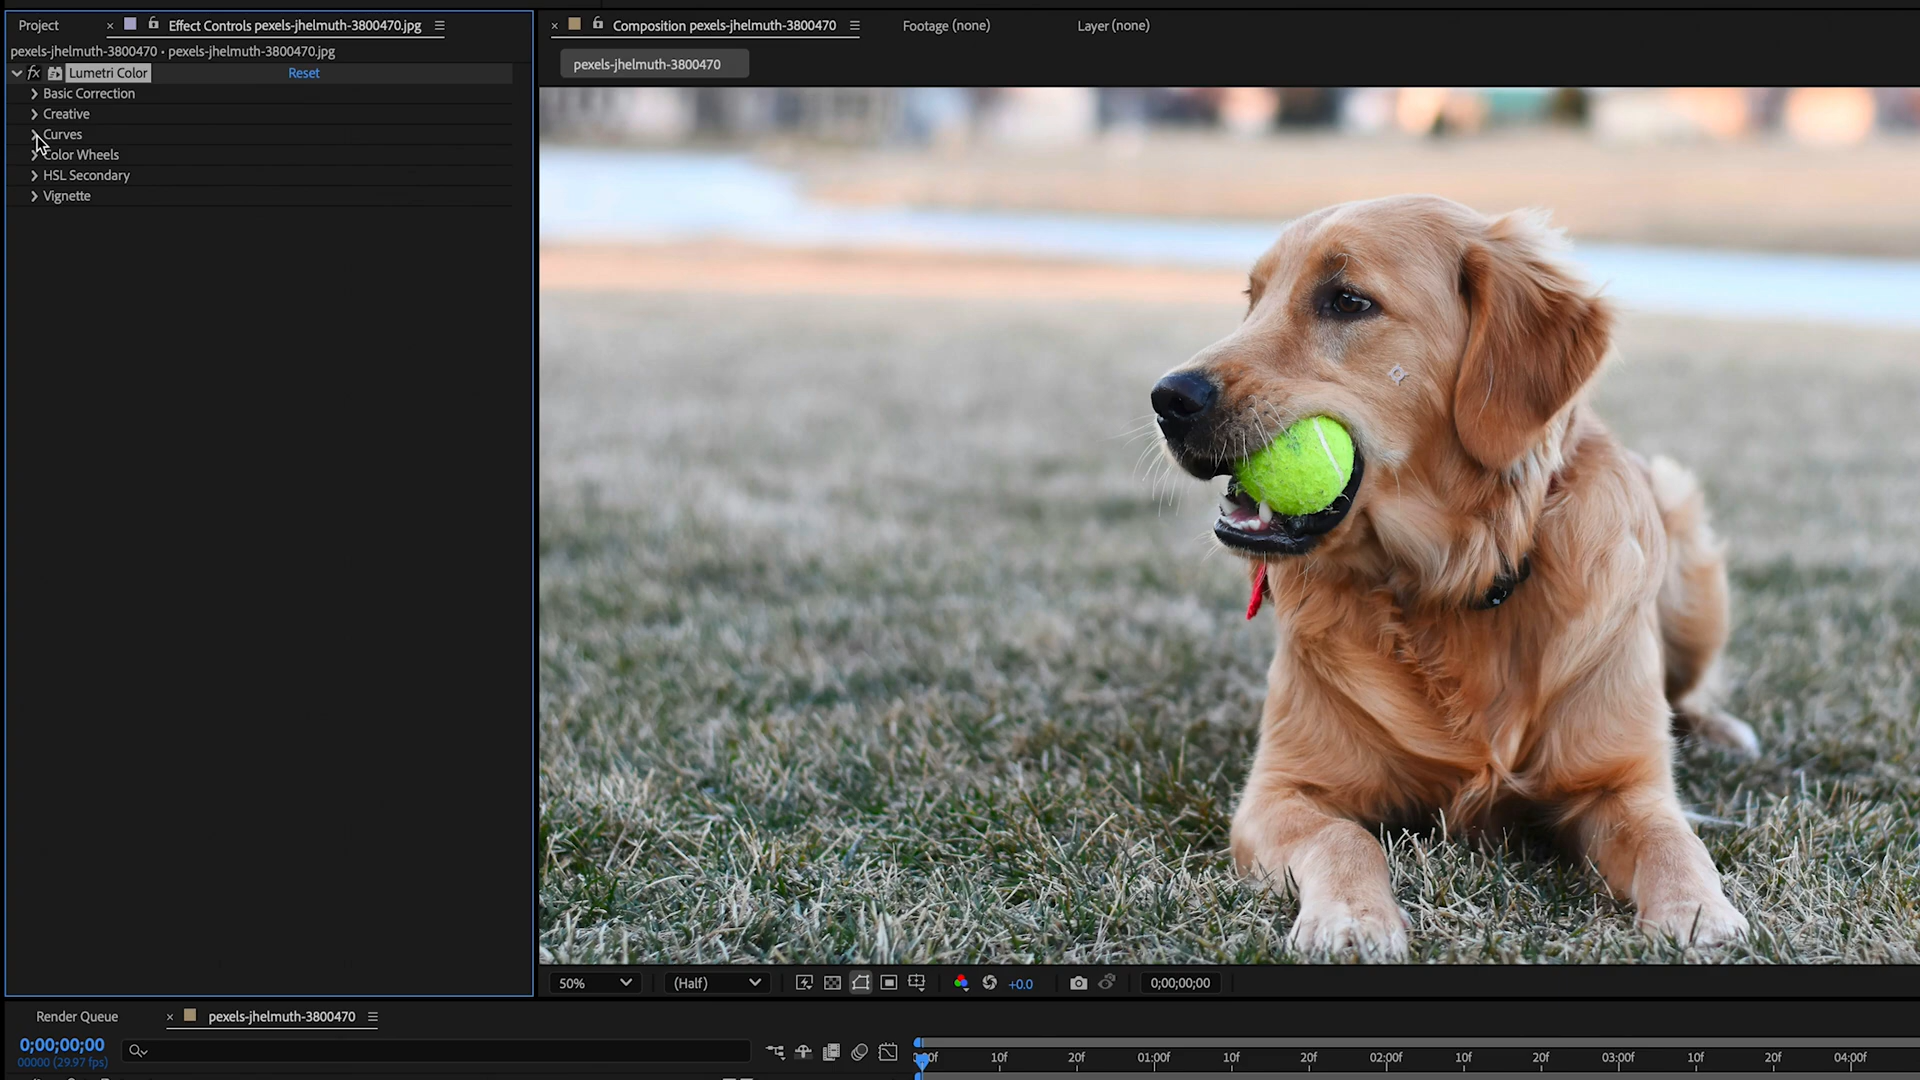 Project
× Effect Controls pexels-jhelmuth-3800470.jpg
pexels-jhelmuth-3800470 • pexels-jhelmuth-3800470.jpg
fx Lumetri Color Reset
Basic Correction
Creative
Curves
Color Wheels
HSL Secondary
Vignette
× Composition pexels-jhelmuth-3800470 Footage (none) Layer (none)
pexels-jhelmuth-3800470
50% (Half) +0.0 0;00;00;00
Render Queue × pexels-jhelmuth-3800470
0;00;00;00
00000 (29.97 fps)
10f 20f 01:00f 10f 20f 02:00f 10f 20f 03:00f 10f 20f 04:00f